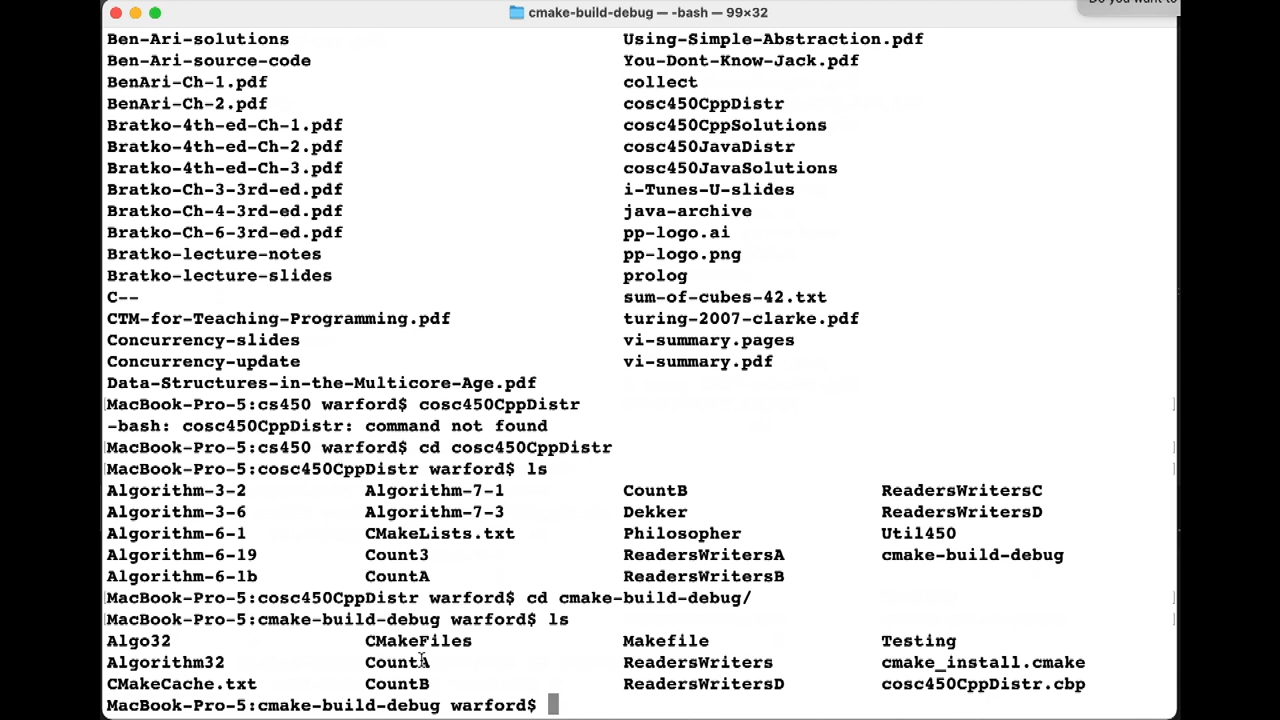 Do you want to
cmake-build-debug — -bash — 99×32
Ben-Ari-solutions Using-Simple-Abstraction.pdf
Ben-Ari-source-code You-Dont-Know-Jack.pdf
BenAri-Ch-1.pdf collect
BenAri-Ch-2.pdf cosc450CppDistr
Bratko-4th-ed-Ch-1.pdf cosc450CppSolutions
Bratko-4th-ed-Ch-2.pdf cosc450JavaDistr
Bratko-4th-ed-Ch-3.pdf cosc450JavaSolutions
Bratko-Ch-3-3rd-ed.pdf i-Tunes-U-slides
Bratko-Ch-4-3rd-ed.pdf java-archive
Bratko-Ch-6-3rd-ed.pdf pp-logo.ai
Bratko-lecture-notes pp-logo.png
Bratko-lecture-slides prolog
C-- sum-of-cubes-42.txt
CTM-for-Teaching-Programming.pdf turing-2007-clarke.pdf
Concurrency-slides vi-summary.pages
Concurrency-update vi-summary.pdf
Data-Structures-in-the-Multicore-Age.pdf
MacBook-Pro-5:cs450 warford$ cosc450CppDistr
-bash: cosc450CppDistr: command not found
MacBook-Pro-5:cs450 warford$ cd cosc450CppDistr
MacBook-Pro-5:cosc450CppDistr warford$ ls
Algorithm-3-2 Algorithm-7-1 CountB ReadersWritersC
Algorithm-3-6 Algorithm-7-3 Dekker ReadersWritersD
Algorithm-6-1 CMakeLists.txt Philosopher Util450
Algorithm-6-19 Count3 ReadersWritersA cmake-build-debug
Algorithm-6-1b CountA ReadersWritersB
MacBook-Pro-5:cosc450CppDistr warford$ cd cmake-build-debug/
MacBook-Pro-5:cmake-build-debug warford$ ls
Algo32 CMakeFiles Makefile Testing
Algorithm32 CountA ReadersWriters cmake_install.cmake
CMakeCache.txt CountB ReadersWritersD cosc450CppDistr.cbp
MacBook-Pro-5:cmake-build-debug warford$